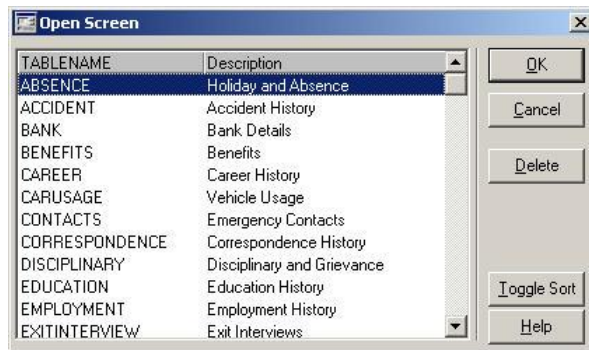 Open Screen
TABLENAME Description
ABSENCE Holiday and Absence
ACCIDENT Accident History
BANK Bank Details
BENEFITS Benefits
CAREER Career History
CARUSAGE Vehicle Usage
CONTACTS Emergency Contacts
CORRESPONDENCE Correspondence History
DISCIPLINARY Disciplinary and Grievance
EDUCATION Education History
EMPLOYMENT Employment History
EXITINTERVIEW Exit Interviews
OK
Cancel
Delete
Toggle Sort
Help